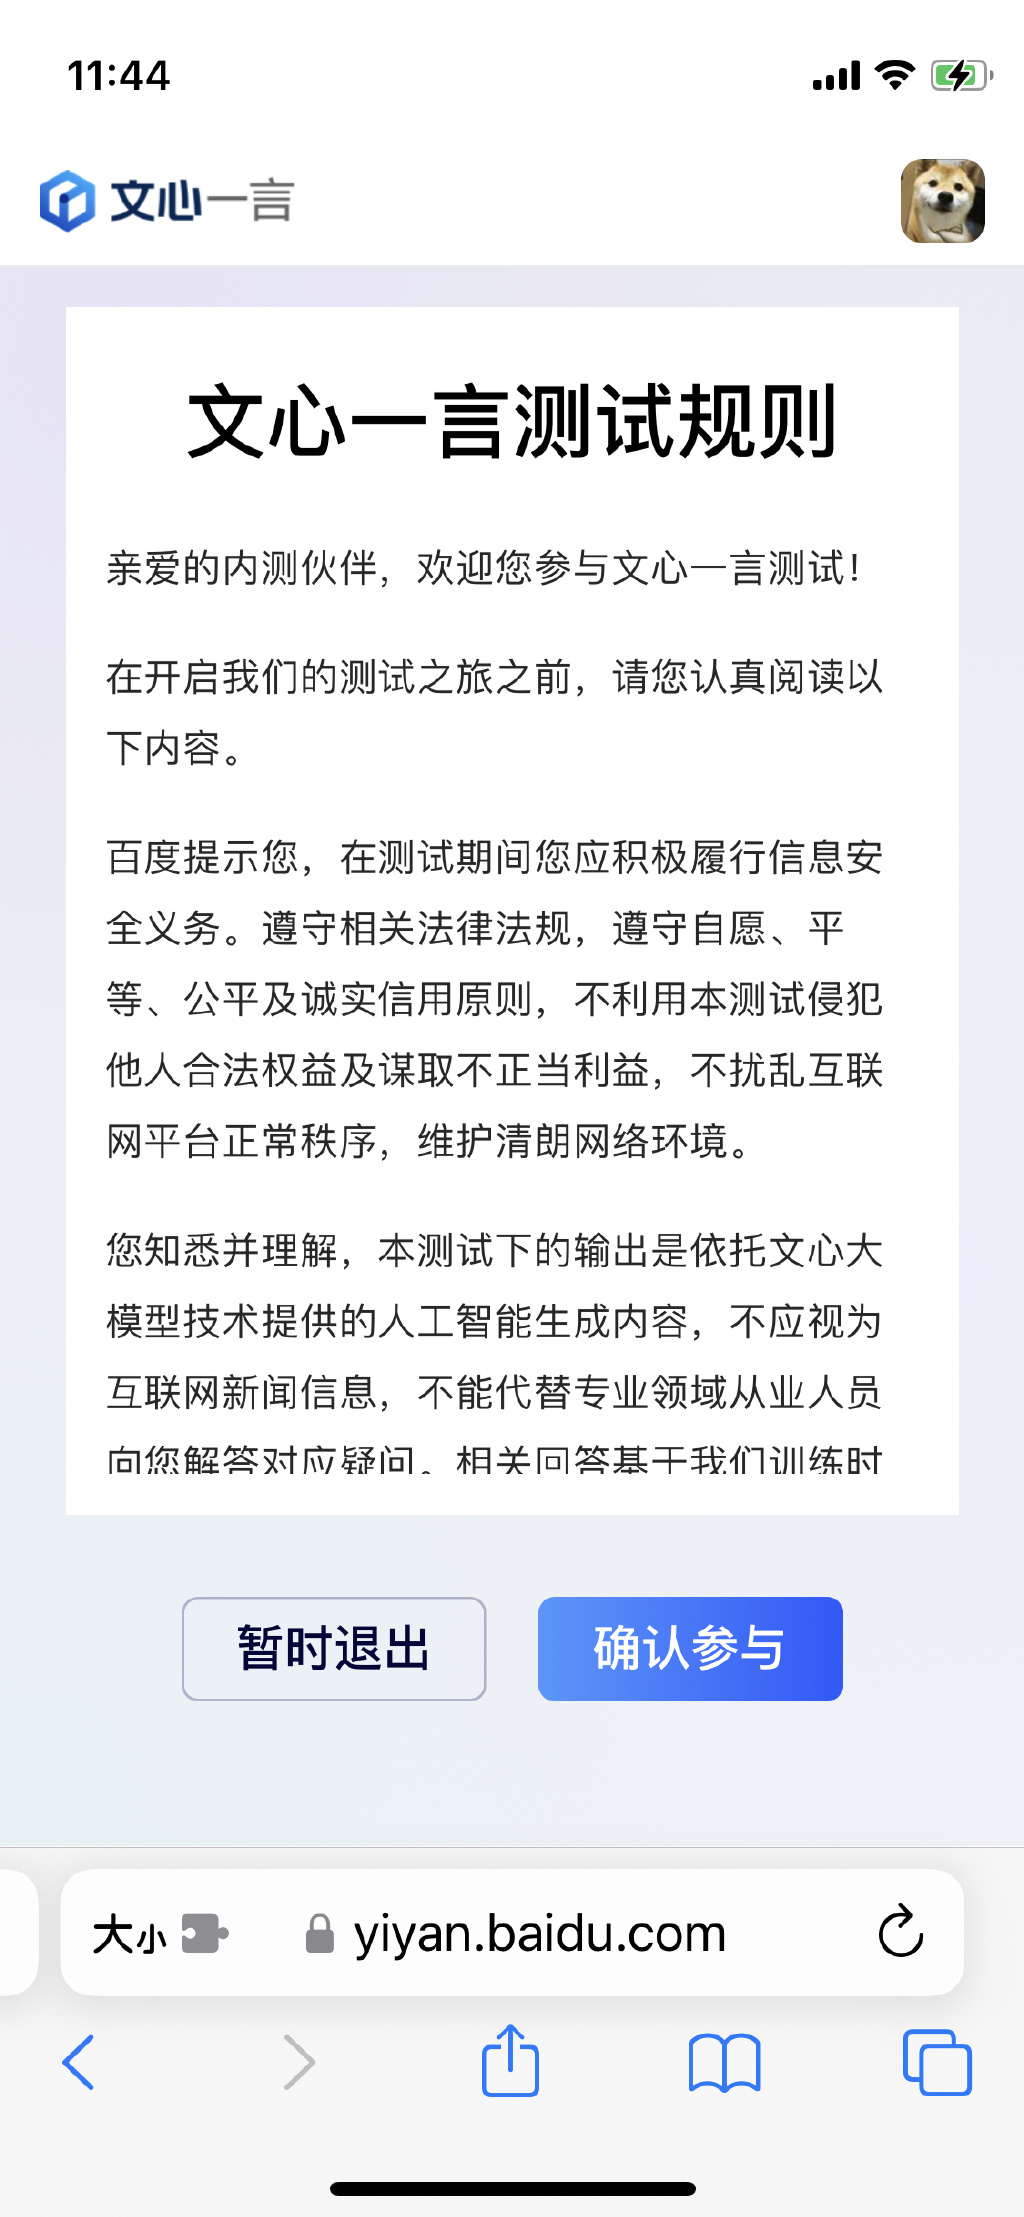 11:44
文心一言
文心一言测试规则
亲爱的内测伙伴，欢迎您参与文心一言测试！
在开启我们的测试之旅之前，请您认真阅读以
下内容。
百度提示您，在测试期间您应积极履行信息安
全义务。遵守相关法律法规，遵守自愿、平
等、公平及诚实信用原则，不利用本测试侵犯
他人合法权益及谋取不正当利益，不扰乱互联
网平台正常秩序，维护清朗网络环境。
您知悉并理解，本测试下的输出是依托文心大
模型技术提供的人工智能生成内容，不应视为
互联网新闻信息，不能代替专业领域从业人员
向您解答对应疑问。相关回答基于我们训练时
暂时退出
确认参与
大小 yiyan.baidu.com